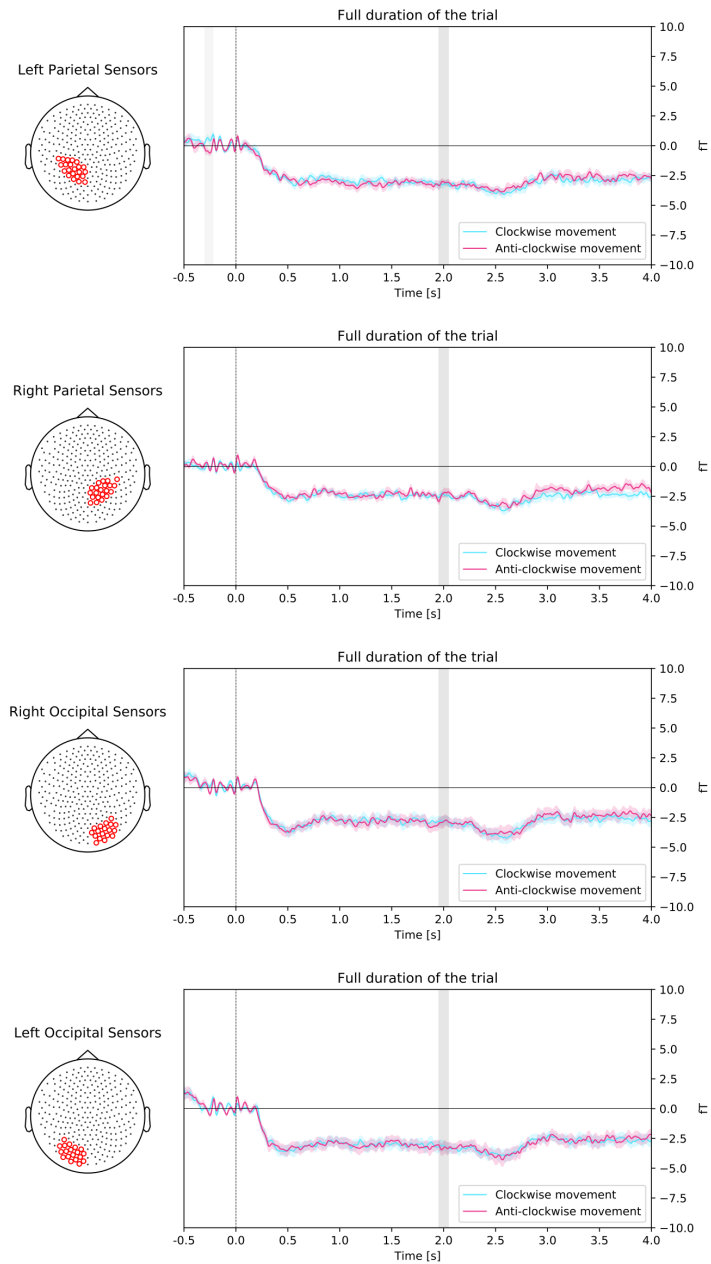 Full duration of the trial
Left Parietal Sensors
10.0
7.5
5.0
2.5
0.0
−2.5
−5.0
−7.5
−10.0
fT
Clockwise movement
Anti-clockwise movement
-0.5 0.0 0.5 1.0 1.5 2.0 2.5 3.0 3.5 4.0
Time [s]
Full duration of the trial
Right Parietal Sensors
10.0
7.5
5.0
2.5
0.0
−2.5
−5.0
−7.5
−10.0
fT
Clockwise movement
Anti-clockwise movement
-0.5 0.0 0.5 1.0 1.5 2.0 2.5 3.0 3.5 4.0
Time [s]
Full duration of the trial
Right Occipital Sensors
10.0
7.5
5.0
2.5
0.0
−2.5
−5.0
−7.5
−10.0
fT
Clockwise movement
Anti-clockwise movement
-0.5 0.0 0.5 1.0 1.5 2.0 2.5 3.0 3.5 4.0
Time [s]
Full duration of the trial
Left Occipital Sensors
10.0
7.5
5.0
2.5
0.0
−2.5
−5.0
−7.5
−10.0
fT
Clockwise movement
Anti-clockwise movement
-0.5 0.0 0.5 1.0 1.5 2.0 2.5 3.0 3.5 4.0
Time [s]